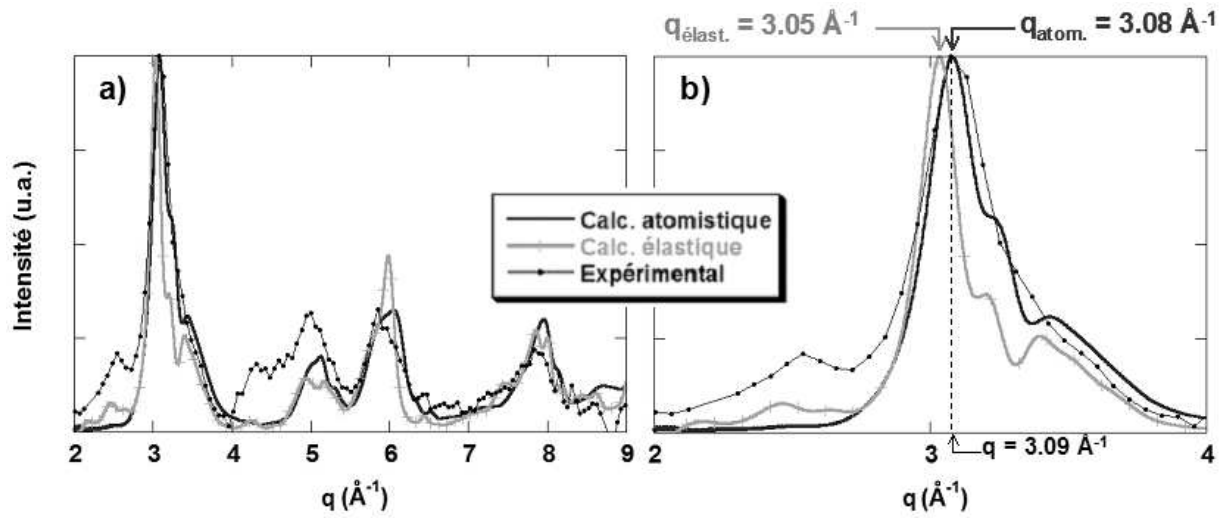 qélast. = 3.05 Å-1
qatom. = 3.08 Å-1
a)
b)
Intensité (u.a.)
Calc. atomistique
Calc. élastique
Expérimental
2 3 4 5 6 7 8 9
2 3 4
q = 3.09 Å-1
q (Å-1)
q (Å-1)